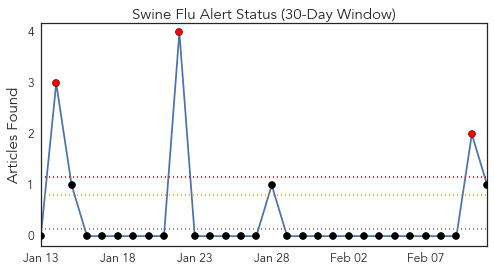 Swine Flu Alert Status (30-Day Window)
Articles Found
4
3
2
1
0
Jan 13 Jan 18 Jan 23 Jan 28 Feb 02 Feb 07